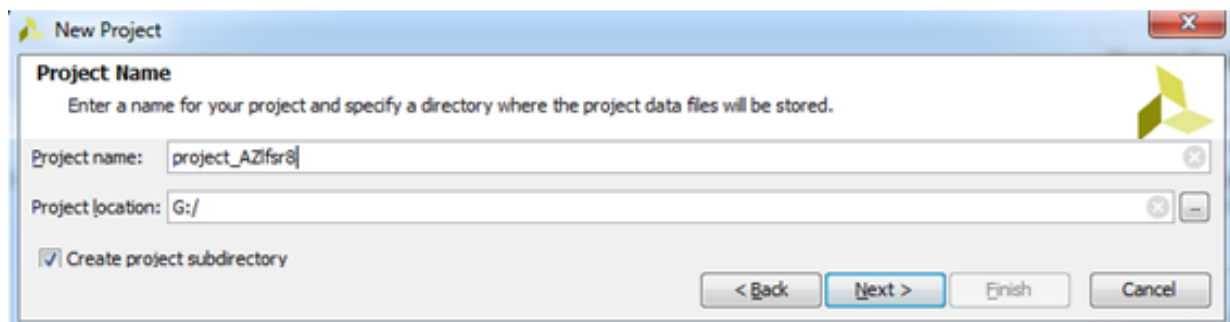 New Project
Project Name
Enter a name for your project and specify a directory where the project data files will be stored.
Project name: project_AZlfsr8
Project location: G:/
...
Create project subdirectory
< Back Next > Finish Cancel